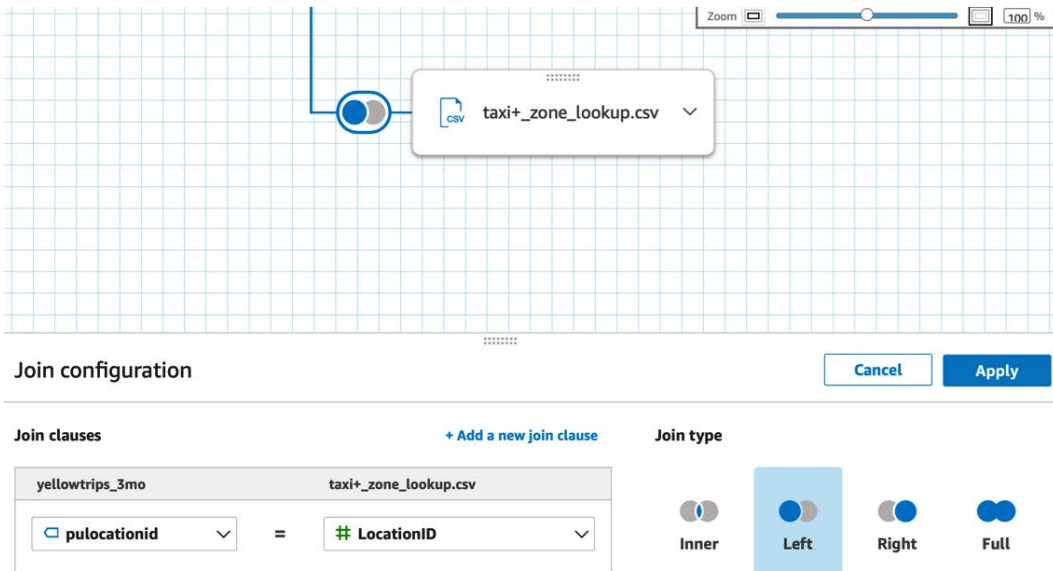 Zoom 100 %
CSV taxi+_zone_lookup.csv
Join configuration
Cancel Apply
Join clauses + Add a new join clause Join type
yellowtrips_3mo taxi+_zone_lookup.csv
pulocationid = # LocationID
Inner Left Right Full